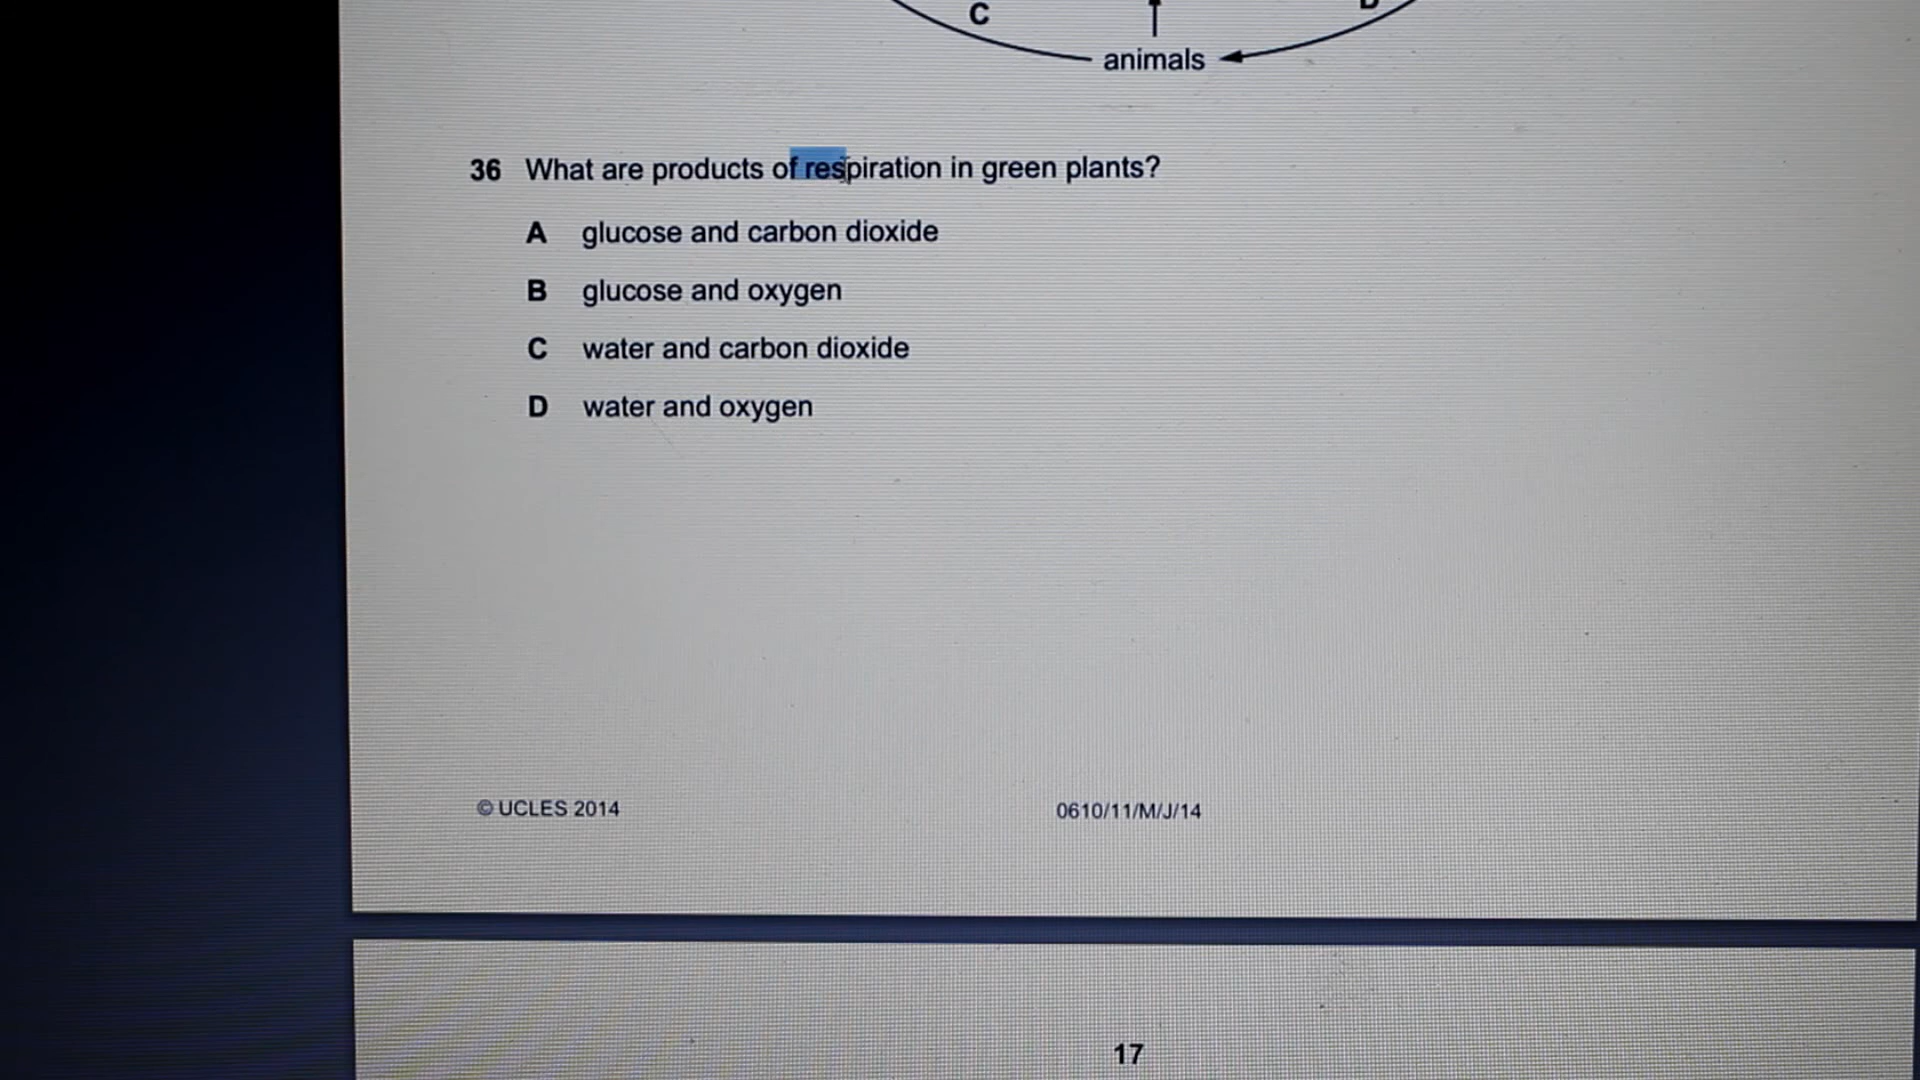 C
D
animals
36 What are products of respiration in green plants?
A glucose and carbon dioxide
B glucose and oxygen
C water and carbon dioxide
D water and oxygen
© UCLES 2014
0610/11/M/J/14
17